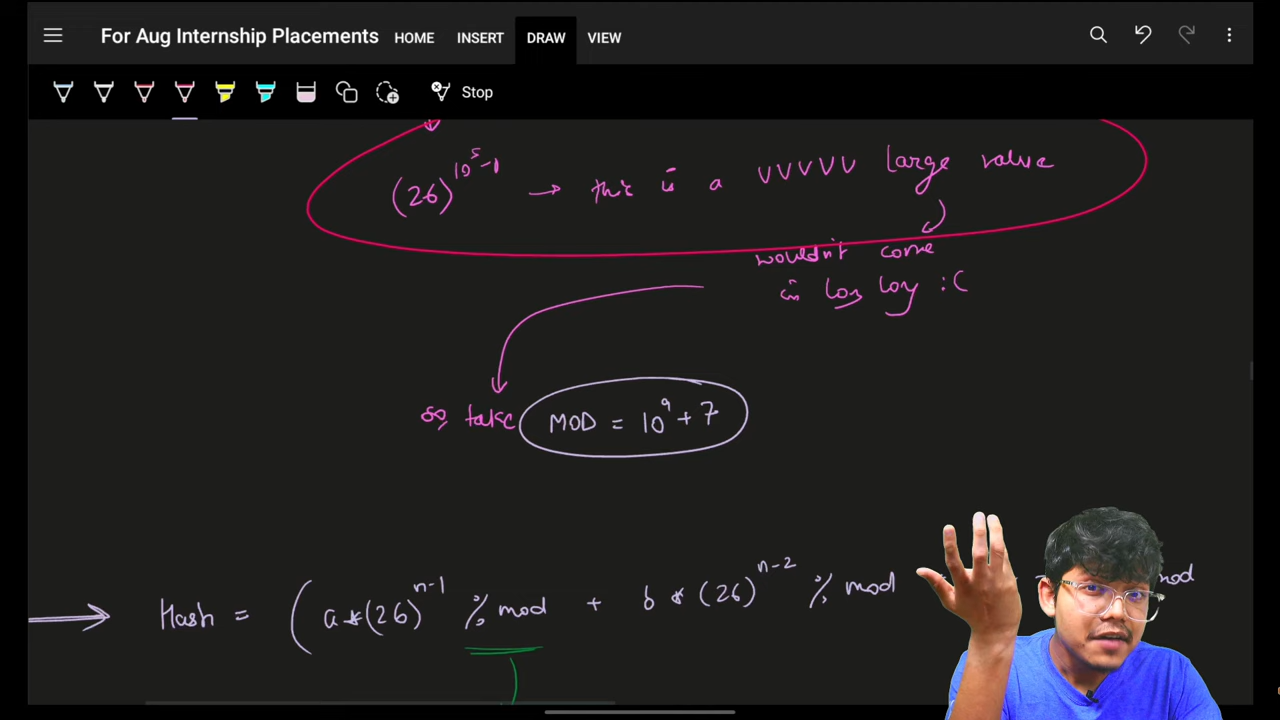 For Aug Internship Placements HOME INSERT DRAW VIEW
Stop
(26)^10^5-1 → this is a VVVVV large value
wouldn't come
in long long :(
so, take MOD = 10^9 + 7
Hash = (a*(26)^n-1 % mod + b*(26)^n-2 % mod
mod